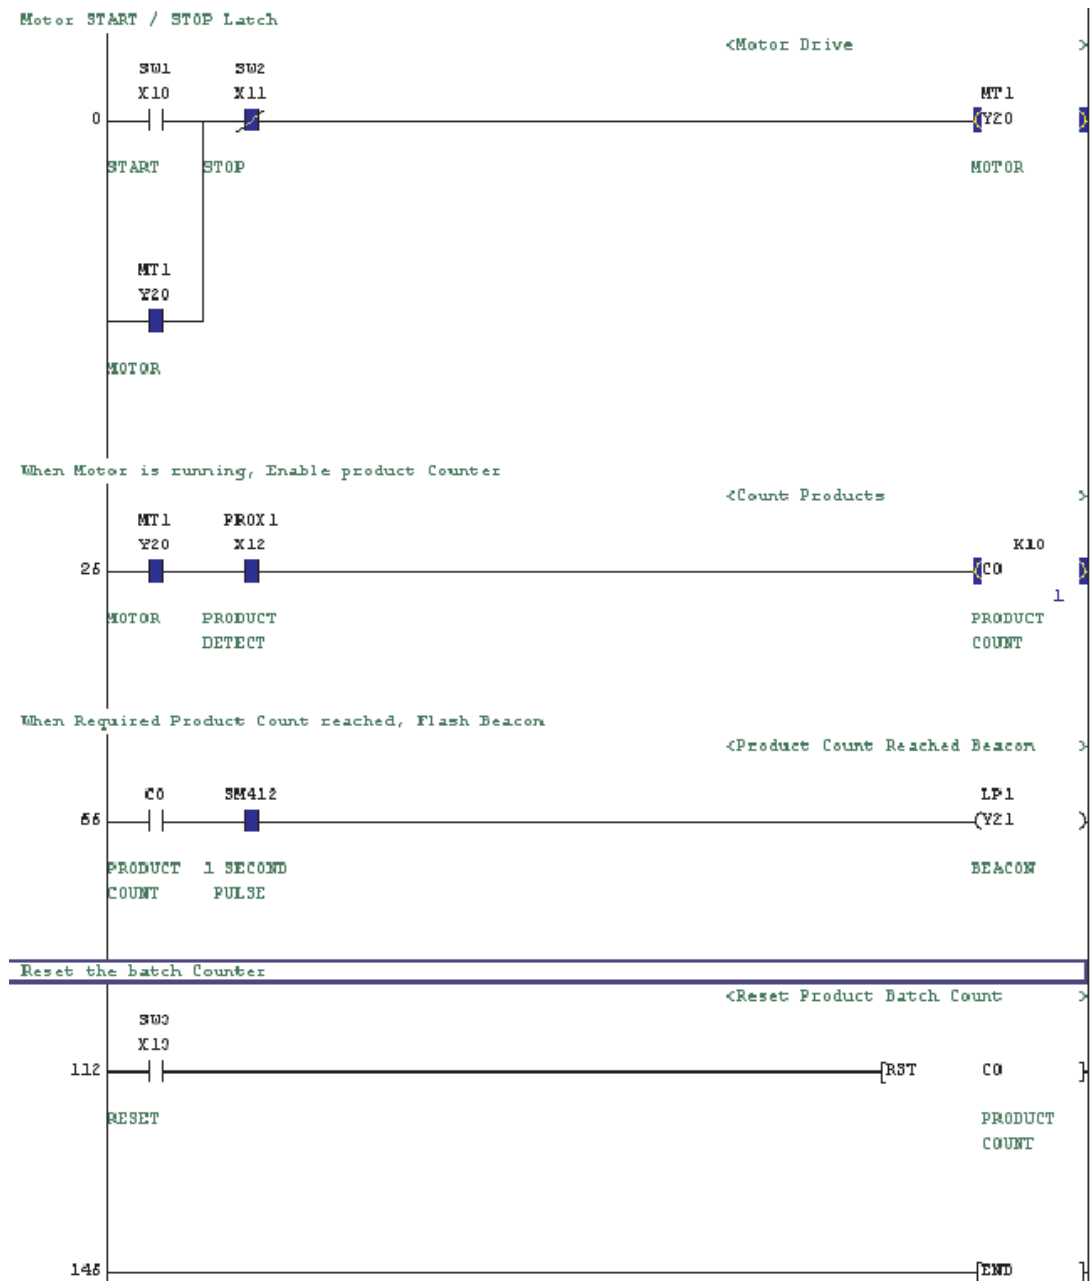 Motor START / STOP Latch
<Motor Drive >
SW1 SW2
X10 X11 MT1
0 (Y20 )
START STOP MOTOR
MT1
Y20
MOTOR
When Motor is running, Enable product Counter
<Count Products >
MT1 PROX1
Y20 X12 K10
26 (C0 )
1
MOTOR PRODUCT PRODUCT
DETECT COUNT
When Required Product Count reached, Flash Beacon
<Product Count Reached Beacon >
C0 SM412 LP1
66 (Y21 )
PRODUCT 1 SECOND BEACON
COUNT PULSE
Reset the batch Counter
<Reset Product Batch Count >
SW3
X13
112 [RST C0 ]
RESET PRODUCT
COUNT
146 [END ]